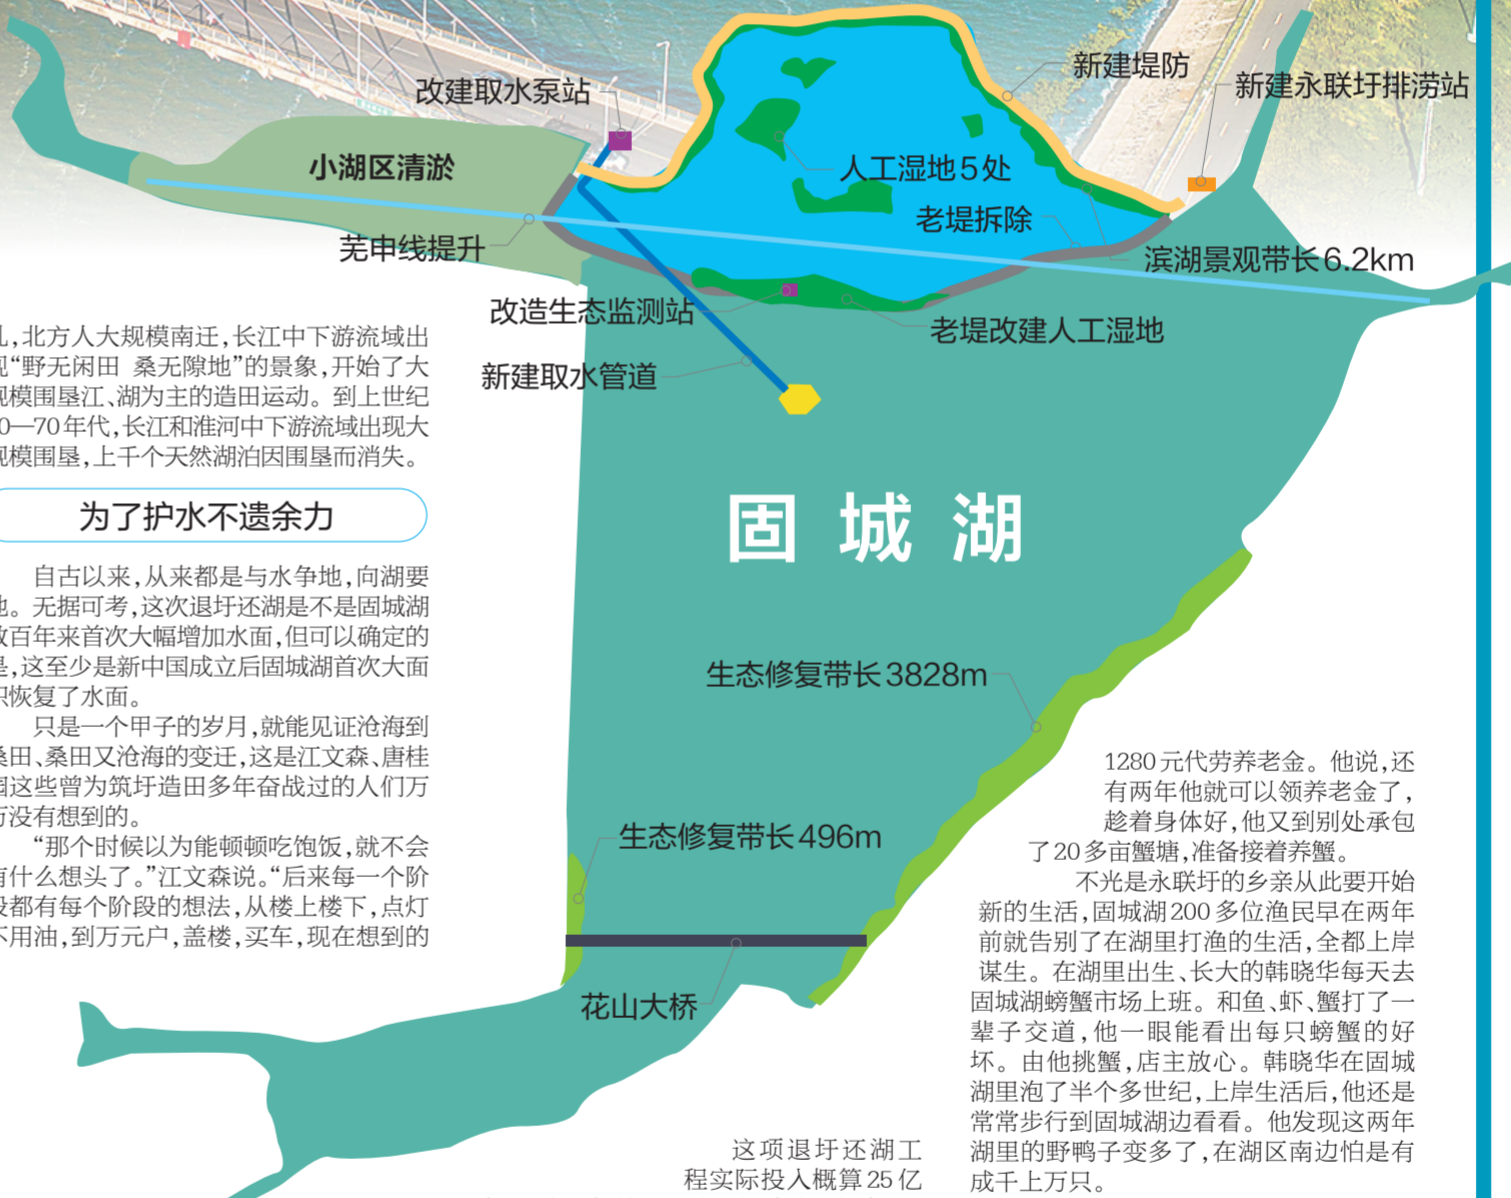 改建取水泵站
新建堤防
新建永联圩排涝站
小湖区清淤
人工湿地5处
老堤拆除
芜申线提升
滨湖景观带长6.2km
改造生态监测站
老堤改建人工湿地
新建取水管道
固城湖
生态修复带长3828m
生态修复带长496m
花山大桥
,北方人大规模南迁,长江中下游流域出
“野无闲田 桑无隙地”的景象,开始了大
模围垦江、湖为主的造田运动。到上世纪
0—70年代,长江和淮河中下游流域出现大
模围垦,上千个天然湖泊因围垦而消失。
为了护水不遗余力
自古以来,从来都是与水争地,向湖要
。无据可考,这次退圩还湖是不是固城湖
百年来首次大幅增加水面,但可以确定的
,这至少是新中国成立后固城湖首次大面
恢复了水面。
只是一个甲子的岁月,就能见证沧海到
田、桑田又沧海的变迁,这是江文森、唐桂
这些曾为筑圩造田多年奋战过的人们万
没有想到的。
“那个时候以为能顿顿吃饱饭,就不会
什么想头了。”江文森说。“后来每一个阶
都有每个阶段的想法,从楼上楼下,点灯
用油,到万元户,盖楼,买车,现在想到的
这项退圩还湖工
程实际投入概算25亿
1280元代劳养老金。他说,还
有两年他就可以领养老金了,
趁着身体好,他又到别处承包
了20多亩蟹塘,准备接着养蟹。
不光是永联圩的乡亲从此要开始
新的生活,固城湖200多位渔民早在两年
前就告别了在湖里打渔的生活,全都上岸
谋生。在湖里出生、长大的韩晓华每天去
固城湖螃蟹市场上班。和鱼、虾、蟹打了一
辈子交道,他一眼能看出每只螃蟹的好
坏。由他挑蟹,店主放心。韩晓华在固城
湖里泡了半个多世纪,上岸生活后,他还是
常常步行到固城湖边看看。他发现这两年
湖里的野鸭子变多了,在湖区南边怕是有
成千上万只。